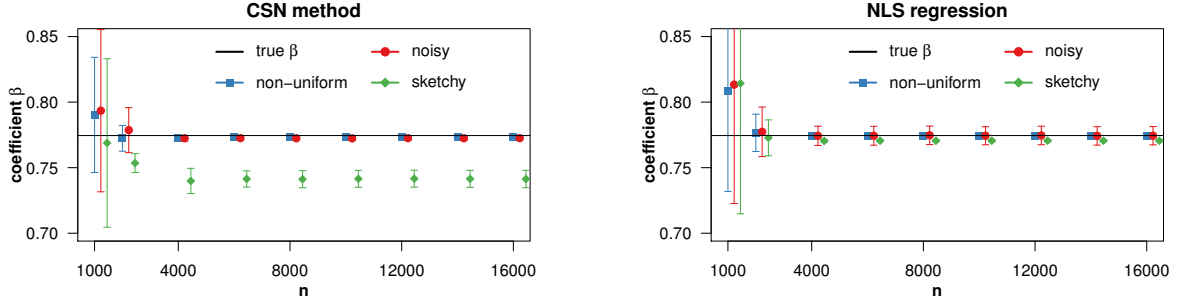 CSN method
coefficient β
0.85
0.80
0.75
0.70
true β
non−uniform
noisy
sketchy
1000
4000
8000
12000
16000
n
NLS regression
coefficient β
0.85
0.80
0.75
0.70
true β
non−uniform
noisy
sketchy
1000
4000
8000
12000
16000
n